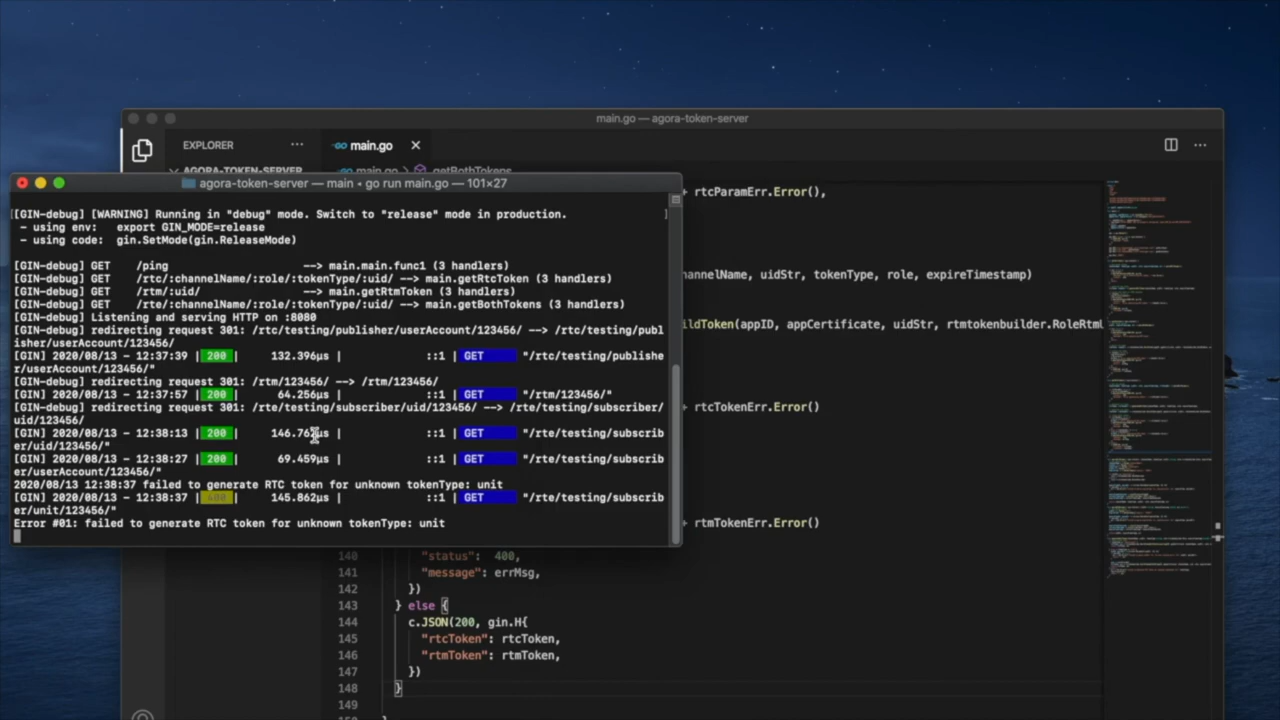 main.go — agora-token-server
EXPLORER ···
main.go
AGORA-TOKEN-SERVER
main.go > getBothTokens
agora-token-server — main • go run main.go — 101×27
[GIN-debug] [WARNING] Running in "debug" mode. Switch to "release" mode in production.
- using env: export GIN_MODE=release
- using code: gin.SetMode(gin.ReleaseMode)
[GIN-debug] GET /ping --> main.main.func1 (3 handlers)
[GIN-debug] GET /rtc/:channelName/:role/:tokenType/:uid/ --> main.getRtcToken (3 handlers)
[GIN-debug] GET /rtm/:uid/ --> main.getRtmToken (3 handlers)
[GIN-debug] GET /rte/:channelName/:role/:tokenType/:uid/ --> main.getBothTokens (3 handlers)
[GIN-debug] Listening and serving HTTP on :8080
[GIN-debug] redirecting request 301: /rtc/testing/publisher/userAccount/123456/ --> /rtc/testing/publ
isher/userAccount/123456/
[GIN] 2020/08/13 - 12:37:39 | 200 | 132.396µs | ::1 | GET "/rtc/testing/publishe
r/userAccount/123456/"
[GIN-debug] redirecting request 301: /rtm/123456/ --> /rtm/123456/
[GIN] 2020/08/13 - 12:37:57 | 200 | 64.256µs | ::1 | GET "/rtm/123456/"
[GIN-debug] redirecting request 301: /rte/testing/subscriber/uid/123456/ --> /rte/testing/subscriber/
uid/123456/
[GIN] 2020/08/13 - 12:38:13 | 200 | ::1 | GET "/rte/testing/subscrib
er/uid/123456/"
[GIN] 2020/08/13 - 12:38:27 | 200 | 69.459µs | ::1 | GET "/rte/testing/subscrib
er/userAccount/123456/"
2020/08/13 12:38:37 failed to generate RTC token for unknown tokenType: unit
[GIN] 2020/08/13 - 12:38:37 | 400 | 145.862µs | ::1 | GET "/rte/testing/subscrib
er/unit/123456/"
Error #01: failed to generate RTC token for unknown tokenType: unit
+ rtcParamErr.Error(),
hannelName, uidStr, tokenType, role, expireTimestamp)
ildToken(appID, appCertificate, uidStr, rtmtokenbuilder.RoleRtmU
+ rtcTokenErr.Error()
+ rtmTokenErr.Error()
140 "status": 400,
141 "message": errMsg,
142 })
143 } else {
144 c.JSON(200, gin.H{
145 "rtcToken": rtcToken,
146 "rtmToken": rtmToken,
147 })
148 }
149